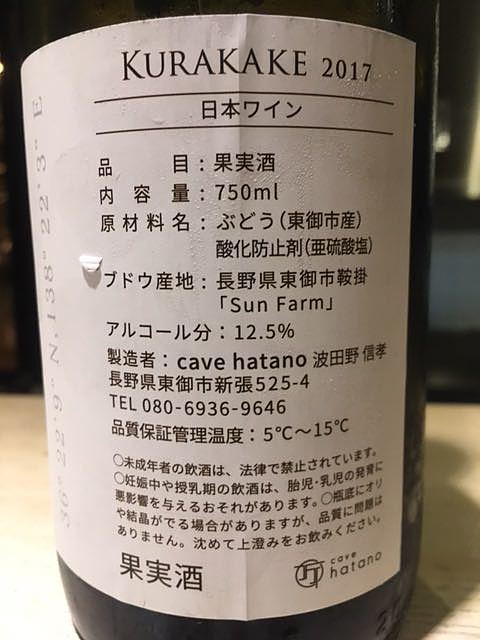 KURAKAKE 2017
日本ワイン
品 目：果実酒
内 容 量：750ml
原 材 料 名：ぶどう（東御市産）
酸化防止剤（亜硫酸塩）
ブドウ産地：長野県東御市鞍掛
「Sun Farm」
アルコール分：12.5%
製造者：cave hatano 波田野 信孝
長野県東御市新張525-4
TEL 080-6936-9646
品質保証管理温度：5℃〜15℃
○未成年者の飲酒は、法律で禁止されています。
○妊娠中や授乳期の飲酒は、胎児・乳児の発育に
悪影響を与えるおそれがあります。○瓶底にオリ
や結晶がでる場合がありますが、品質に問題は
ありません。沈めて上澄みをお飲みください。
果実酒
cave
hatano
36°22'9" N,138°22'3" E